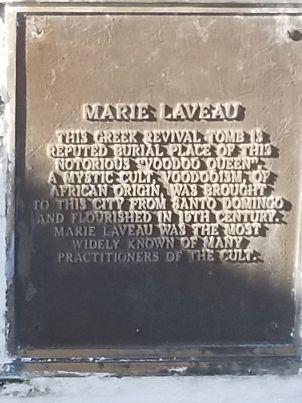 MARIE LAVEAU
THIS GREEK REVIVAL TOMB IS
REPUTED BURIAL PLACE OF THIS
NOTORIOUS "VOODOO QUEEN".
A MYSTIC CULT, VOODOOISM, OF
AFRICAN ORIGIN, WAS BROUGHT
TO THIS CITY FROM SANTO DOMINGO
AND FLOURISHED IN 19TH CENTURY.
MARIE LAVEAU WAS THE MOST
WIDELY KNOWN OF MANY
PRACTITIONERS OF THE CULT.